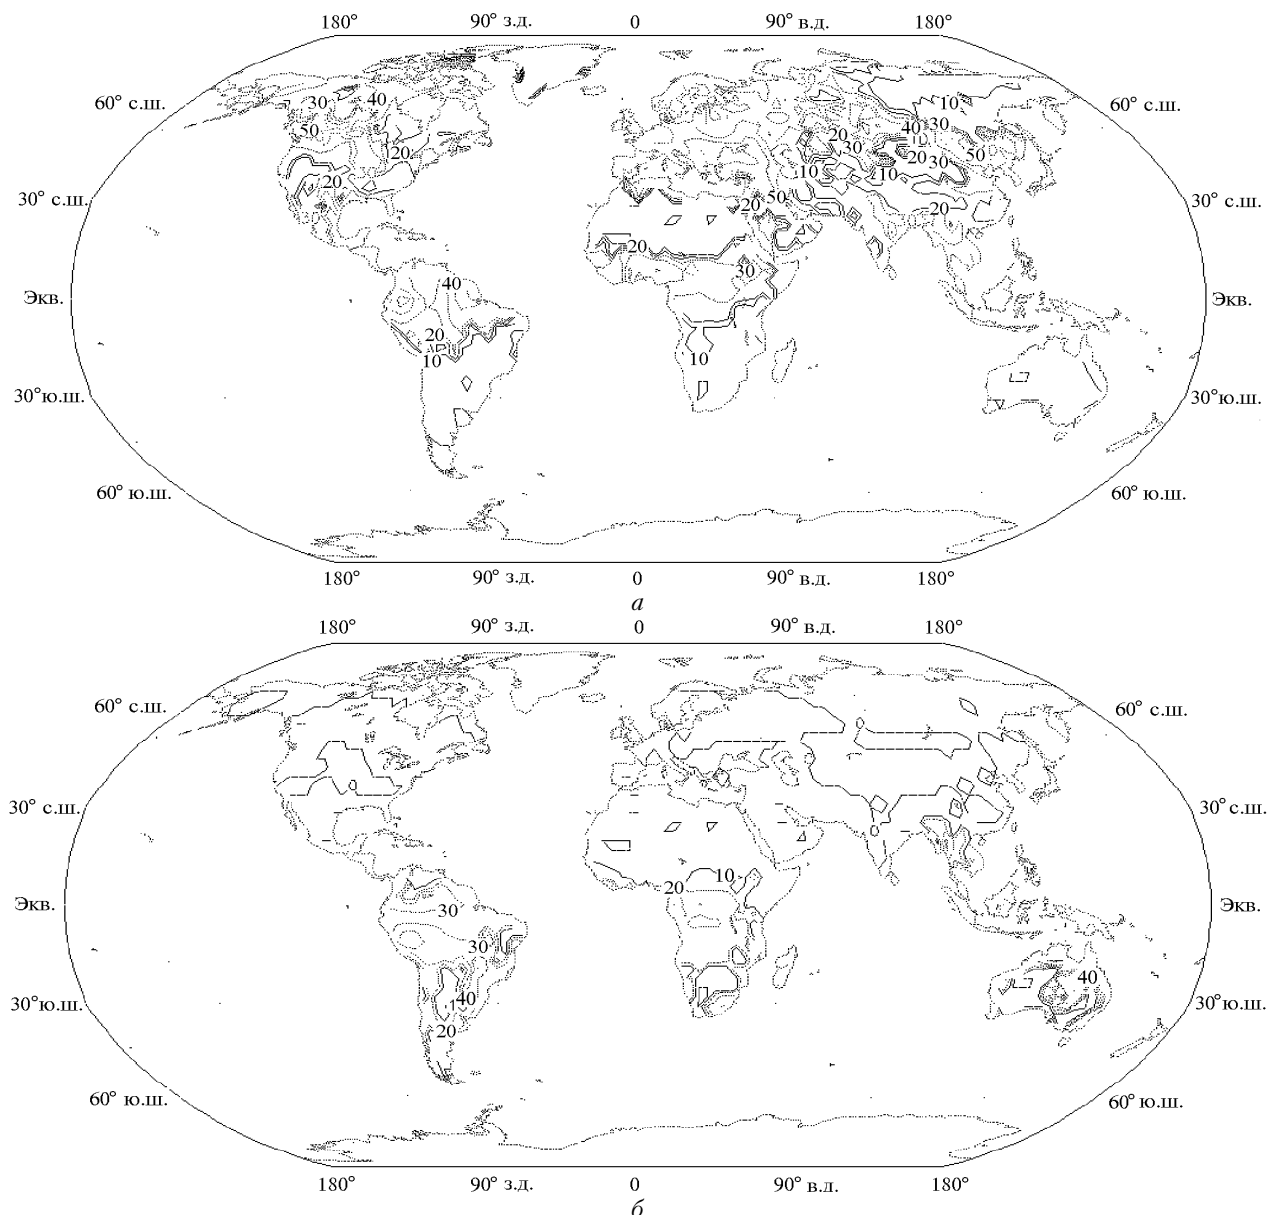 180° 90° з.д. 0 90° в.д. 180°
60° с.ш. 30 40 50 20 20 30 40 30 10 60° с.ш.
50 20 30 20 30 50
30° с.ш. 20 10 10 20 50 20 30° с.ш.
20 30
Экв. 40 Экв.
20 10 10
30° ю.ш. 30° ю.ш.
60° ю.ш. 60° ю.ш.
180° 90° з.д. 0 90° в.д. 180°
а
180° 90° з.д. 0 90° в.д. 180°
60° с.ш. 60° с.ш.
30° с.ш. 30° с.ш.
20 10
Экв. 30 Экв.
30
40 40
30° ю.ш. 30° ю.ш.
20
60° ю.ш. 60° ю.ш.
180° 90° з.д. 0 90° в.д. 180°
б